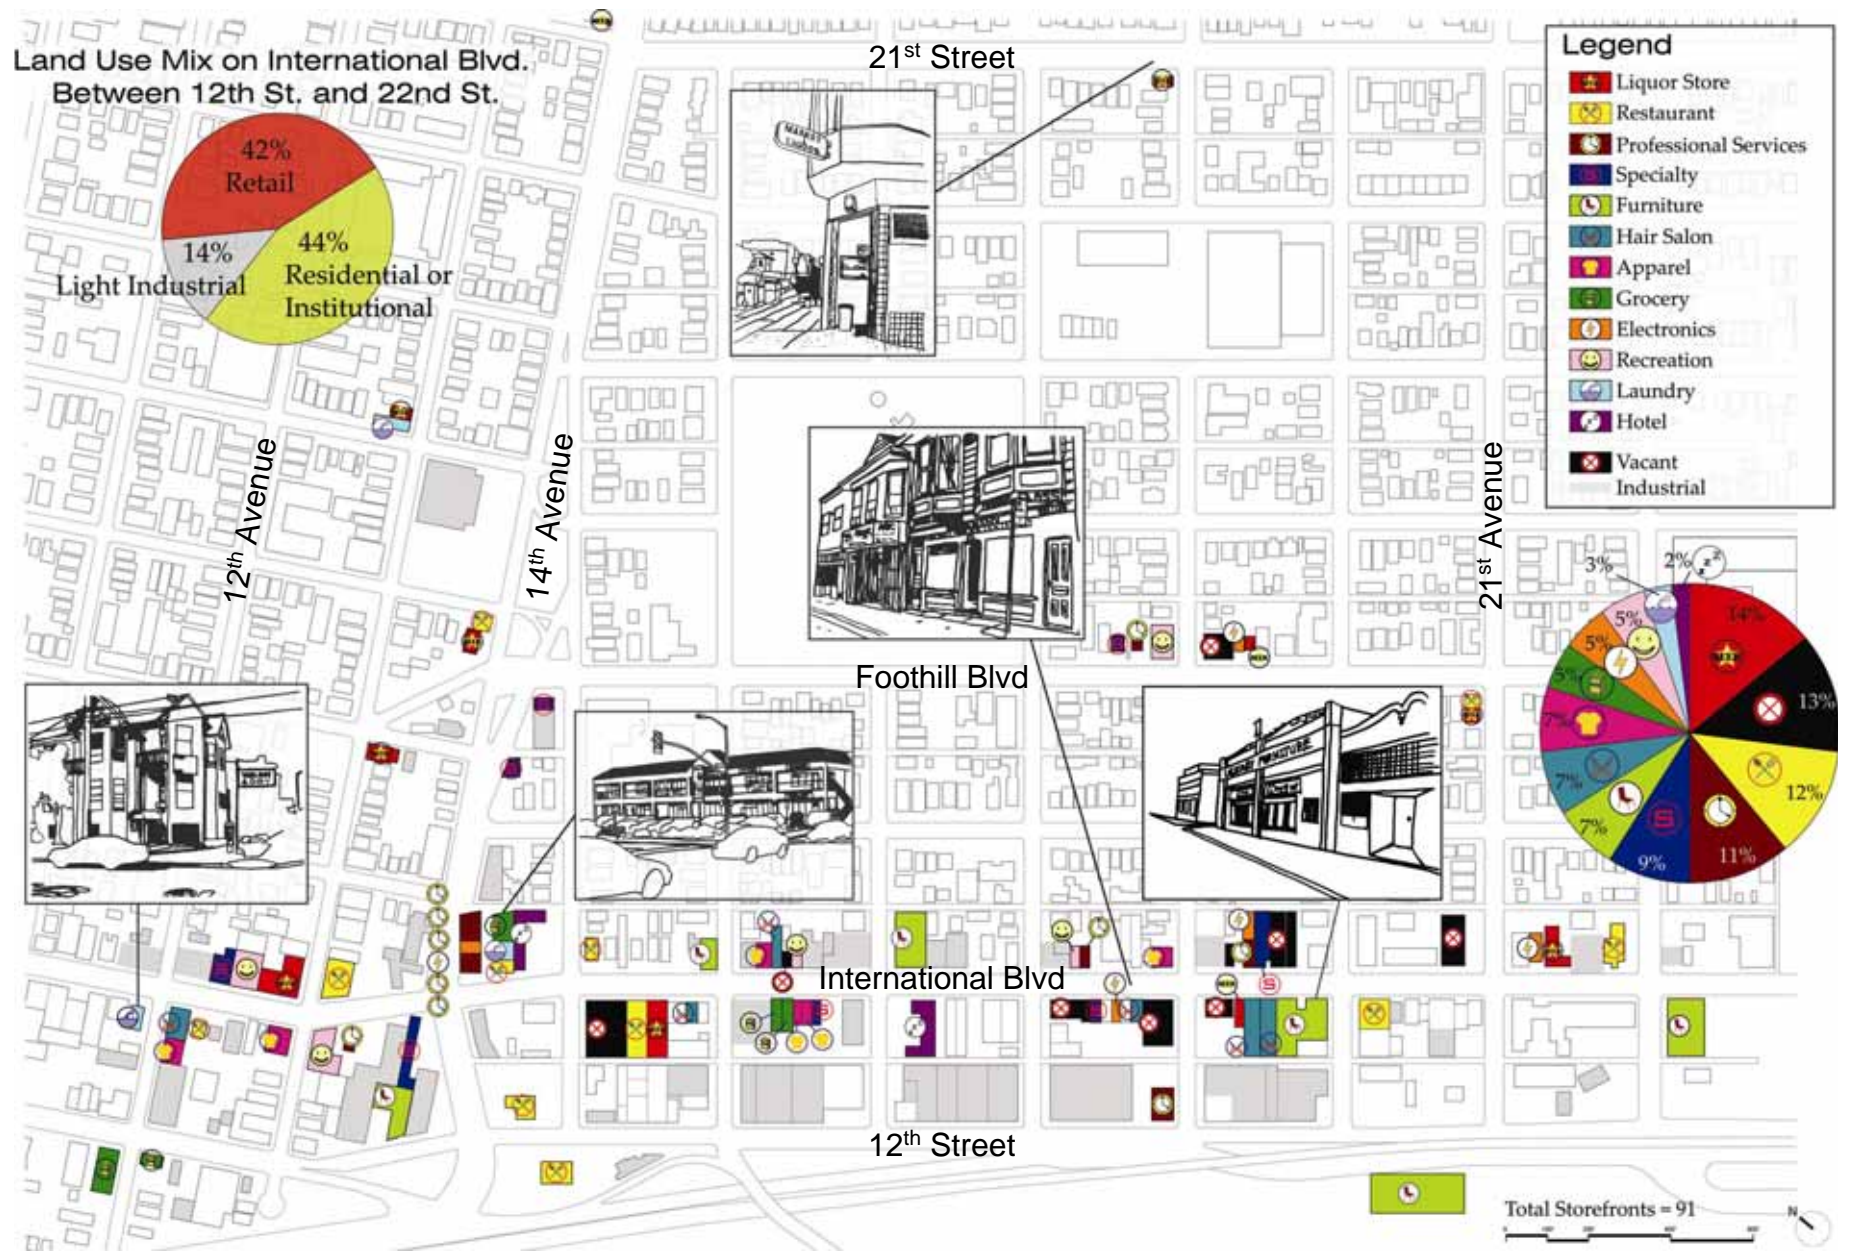 Land Use Mix on International Blvd.
Between 12th St. and 22nd St.
42%
Retail
14%
Light Industrial
44%
Residential or
Institutional
21st Street
MARKET
LIQUOR
Legend
Liquor Store
Restaurant
Professional Services
Specialty
Furniture
Hair Salon
Apparel
Grocery
Electronics
Recreation
Laundry
Hotel
Vacant
Industrial
12th Avenue
14th Avenue
21st Avenue
Foothill Blvd
International Blvd
12th Street
FURNITURE
14%
13%
12%
11%
9%
7%
7%
7%
5%
5%
5%
3%
2%
Total Storefronts = 91
N